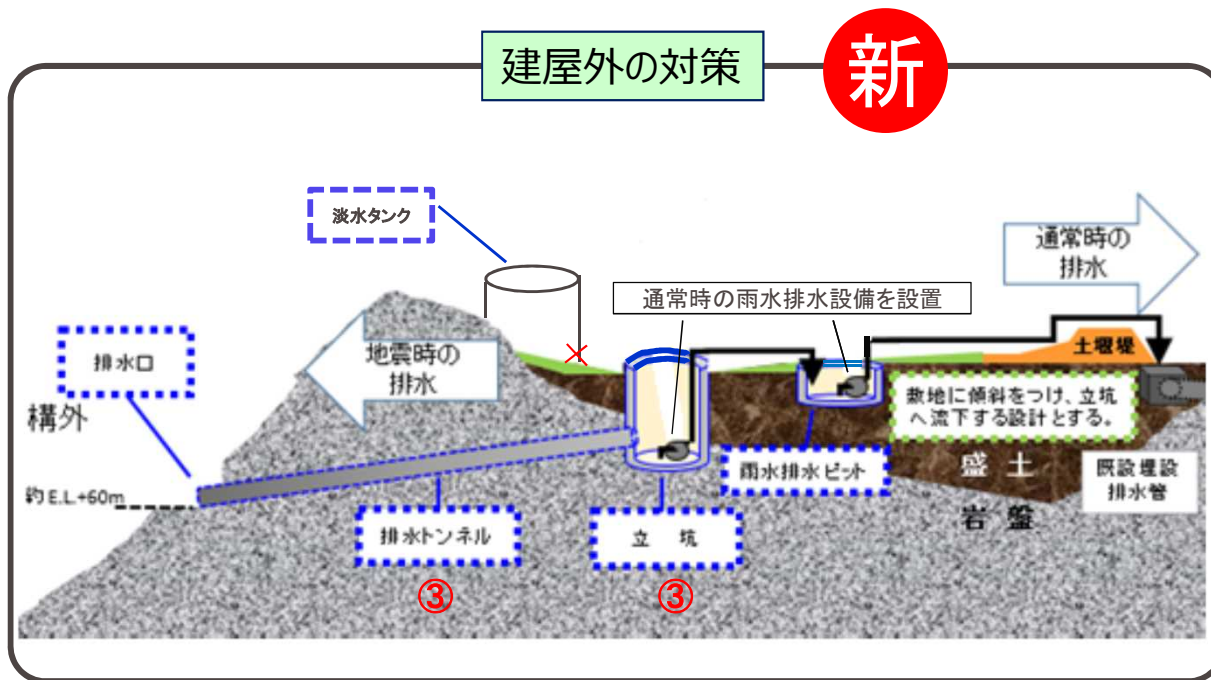 建屋外の対策
新
淡水タンク
通常時の
排水
通常時の雨水排水設備を設置
排水口
地震時の
排水
土堰堤
敷地に傾斜をつけ、立坑
へ流下する設計とする。
構外
雨水排水ピット
盛土
既設埋設
排水管
約E.L.+60m
岩盤
排水トンネル
立坑
③
③